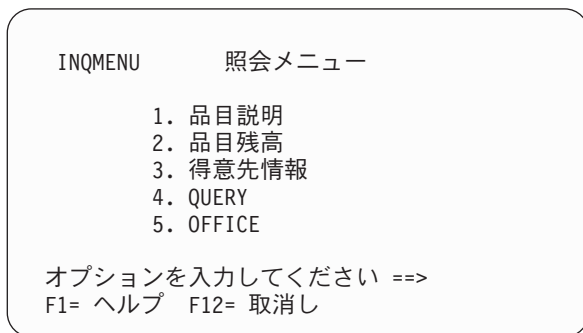 INQMENU 照会メニュー
1. 品目説明
2. 品目残高
3. 得意先情報
4. QUERY
5. OFFICE
オプションを入力してください ==>
F1= ヘルプ F12= 取消し